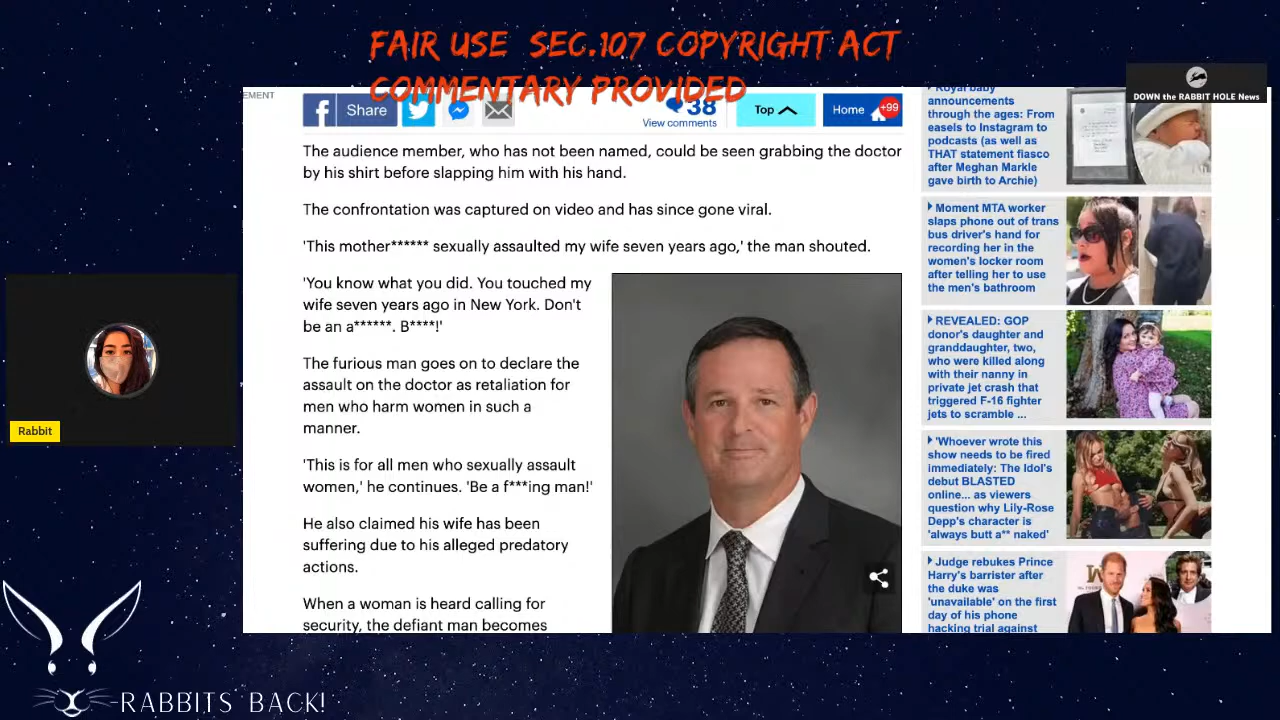 FAIR USE SEC.107 COPYRIGHT ACT
COMMENTARY PROVIDED
DOWN the RABBIT HOLE News
EMENT
Share
38
View comments
Top
Home
+99
The audience member, who has not been named, could be seen grabbing the doctor
by his shirt before slapping him with his hand.
The confrontation was captured on video and has since gone viral.
'This mother****** sexually assaulted my wife seven years ago,' the man shouted.
'You know what you did. You touched my
wife seven years ago in New York. Don't
be an a******. B****!'
The furious man goes on to declare the
assault on the doctor as retaliation for
men who harm women in such a
manner.
'This is for all men who sexually assault
women,' he continues. 'Be a f***ing man!'
He also claimed his wife has been
suffering due to his alleged predatory
actions.
When a woman is heard calling for
security, the defiant man becomes
Royal baby
announcements
through the ages: From
easels to Instagram to
podcasts (as well as
THAT statement fiasco
after Meghan Markle
gave birth to Archie)
Moment MTA worker
slaps phone out of trans
bus driver's hand for
recording her in the
women's locker room
after telling her to use
the men's bathroom
REVEALED: GOP
donor's daughter and
granddaughter, two,
who were killed along
with their nanny in
private jet crash that
triggered F-16 fighter
jets to scramble ...
'Whoever wrote this
show needs to be fired
immediately: The Idol's
debut BLASTED
online... as viewers
question why Lily-Rose
Depp's character is
'always butt a** naked'
Judge rebukes Prince
Harry's barrister after
the duke was
'unavailable' on the first
day of his phone
hacking trial against
Rabbit
RABBITS BACK!